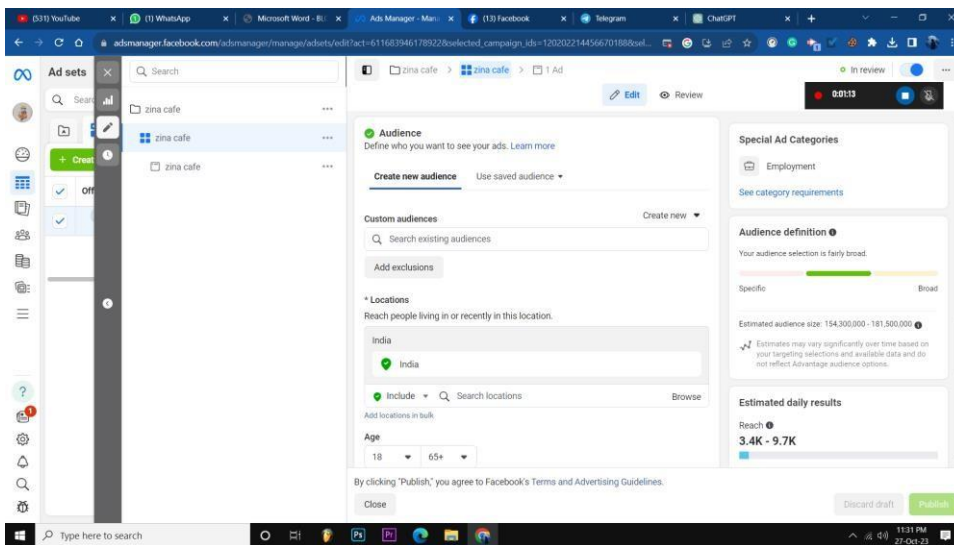 (531) YouTube
(1) WhatsApp
Microsoft Word - BU
Ads Manager - Mana
(13) Facebook
Telegram
ChatGPT
adsmanager.facebook.com/adsmanager/manage/adsets/edit?act=611683946178922&selected_campaign_ids=120202214456670188&sel...
Ad sets
Search
zina cafe > zina cafe > 1 Ad
In review
Edit
Review
0:01:13
Sear
zina cafe
zina cafe
zina cafe
+ Creat
Off
Audience
Define who you want to see your ads. Learn more
Create new audience
Use saved audience
Custom audiences
Create new
Search existing audiences
Add exclusions
* Locations
Reach people living in or recently in this location.
India
India
Include
Search locations
Browse
Add locations in bulk
Age
18
65+
Special Ad Categories
Employment
See category requirements
Audience definition
Your audience selection is fairly broad.
Specific
Broad
Estimated audience size: 154,300,000 - 181,500,000
Estimates may vary significantly over time based on
your targeting selections and available data and do
not reflect Advantage audience options.
Estimated daily results
Reach
3.4K - 9.7K
By clicking "Publish," you agree to Facebook's Terms and Advertising Guidelines.
Close
Discard draft
Publish
?
1
Type here to search
Ps
Pr
11:31 PM
27-Oct-23